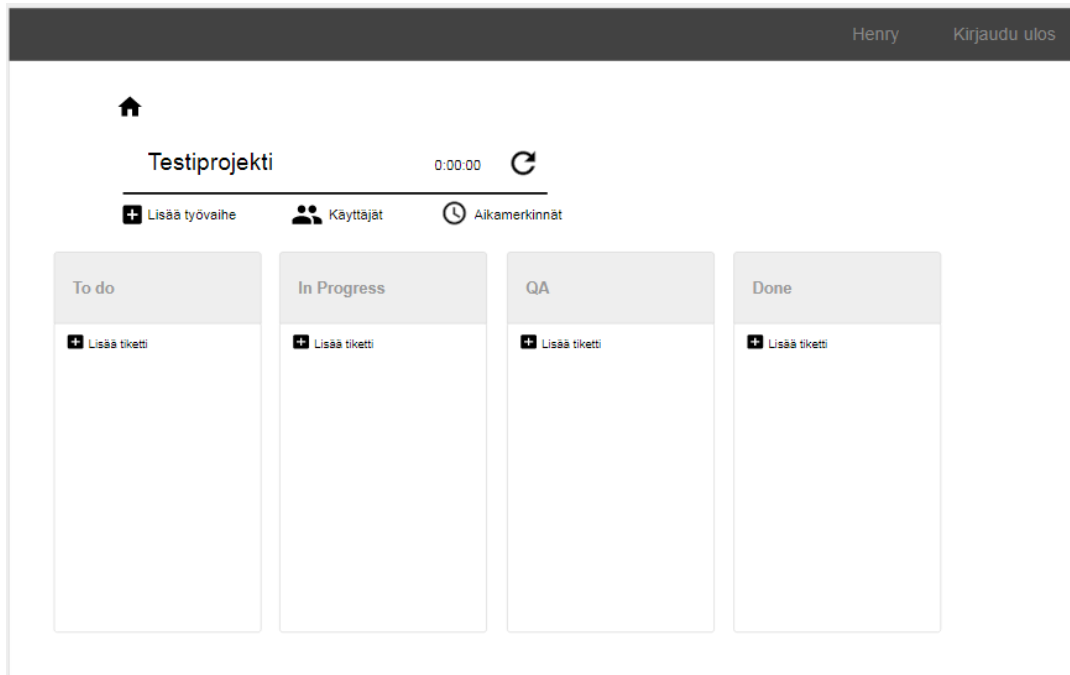 Henry Kirjaudu ulos
Testiprojekti 0:00:00
Lisää työvaihe Käyttäjät Aikamerkinnät
To do In Progress QA Done
Lisää tiketti Lisää tiketti Lisää tiketti Lisää tiketti